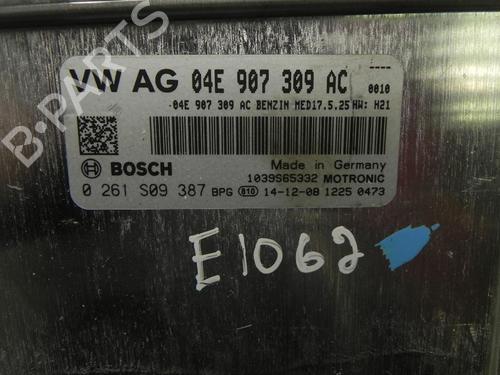 VW AG 04E 907 309 AC 0010
04E 907 309 AC BENZIN MED17.5.25 HW: H21
BOSCH
Made in Germany
1039S65332 MOTRONIC
0 261 S09 387 BPG 810 14-12-08 1225 0473
E1062
B-PARTS